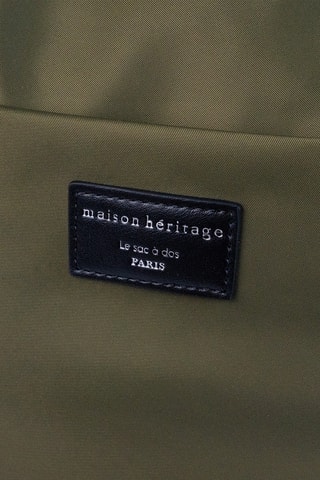 maison héritage
Le sac à dos
PARIS